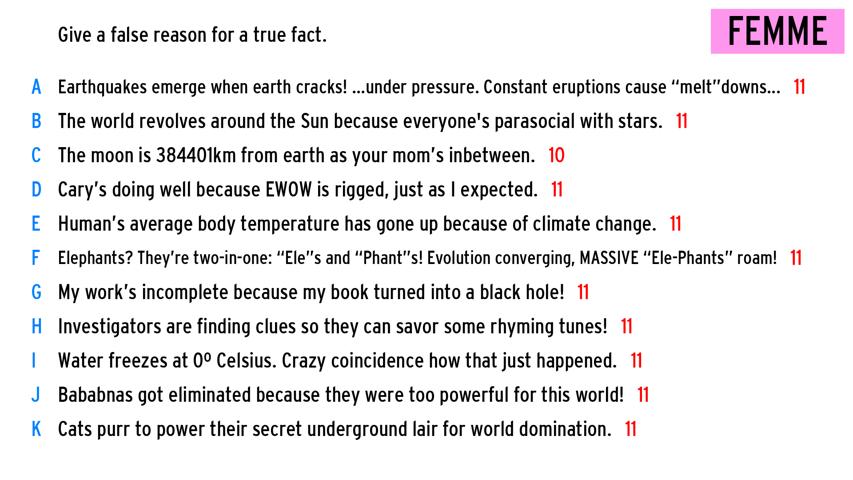 Give a false reason for a true fact.
FEMME
A Earthquakes emerge when earth cracks! ...under pressure. Constant eruptions cause “melt”downs... 11
B The world revolves around the Sun because everyone's parasocial with stars. 11
C The moon is 384401km from earth as your mom’s inbetween. 10
D Cary’s doing well because EWOW is rigged, just as I expected. 11
E Human’s average body temperature has gone up because of climate change. 11
F Elephants? They’re two-in-one: “Ele”s and “Phant”s! Evolution converging, MASSIVE “Ele-Phants” roam! 11
G My work’s incomplete because my book turned into a black hole! 11
H Investigators are finding clues so they can savor some rhyming tunes! 11
I Water freezes at 0º Celsius. Crazy coincidence how that just happened. 11
J Bababnas got eliminated because they were too powerful for this world! 11
K Cats purr to power their secret underground lair for world domination. 11